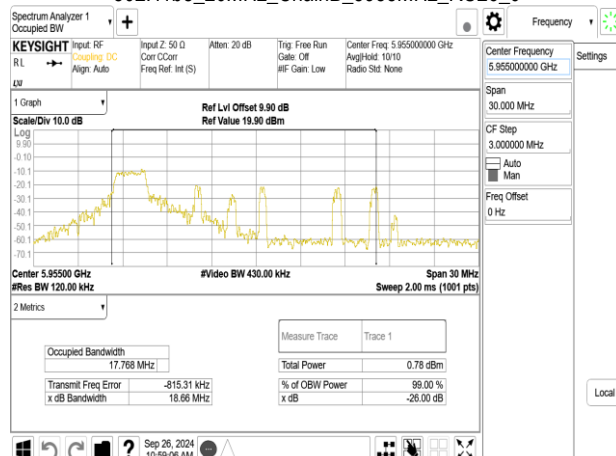 Spectrum Analyzer 1
Occupied BW
Frequency
Settings
KEYSIGHT
RL
LXI
Input: RF
Coupling: DC
Align: Auto
Input Z: 50 Ω
Corr CCorr
Freq Ref: Int (S)
Atten: 20 dB
Trig: Free Run
Gate: Off
#IF Gain: Low
Center Freq: 5.955000000 GHz
Avg|Hold: 10/10
Radio Std: None
Center Frequency
5.955000000 GHz
Span
30.000 MHz
CF Step
3.000000 MHz
Auto
Man
Freq Offset
0 Hz
1 Graph
Scale/Div 10.0 dB
Ref Lvl Offset 9.90 dB
Ref Value 19.90 dBm
Log
9.90
-0.10
-10.1
-20.1
-30.1
-40.1
-50.1
-60.1
-70.1
Center 5.95500 GHz
#Res BW 120.00 kHz
#Video BW 430.00 kHz
Span 30 MHz
Sweep 2.00 ms (1001 pts)
2 Metrics
Measure Trace Trace 1
Occupied Bandwidth
17.768 MHz
Total Power 0.78 dBm
Transmit Freq Error -815.31 kHz
% of OBW Power 99.00 %
x dB Bandwidth 18.66 MHz
x dB -26.00 dB
Local
Sep 26, 2024
10:59:06 AM